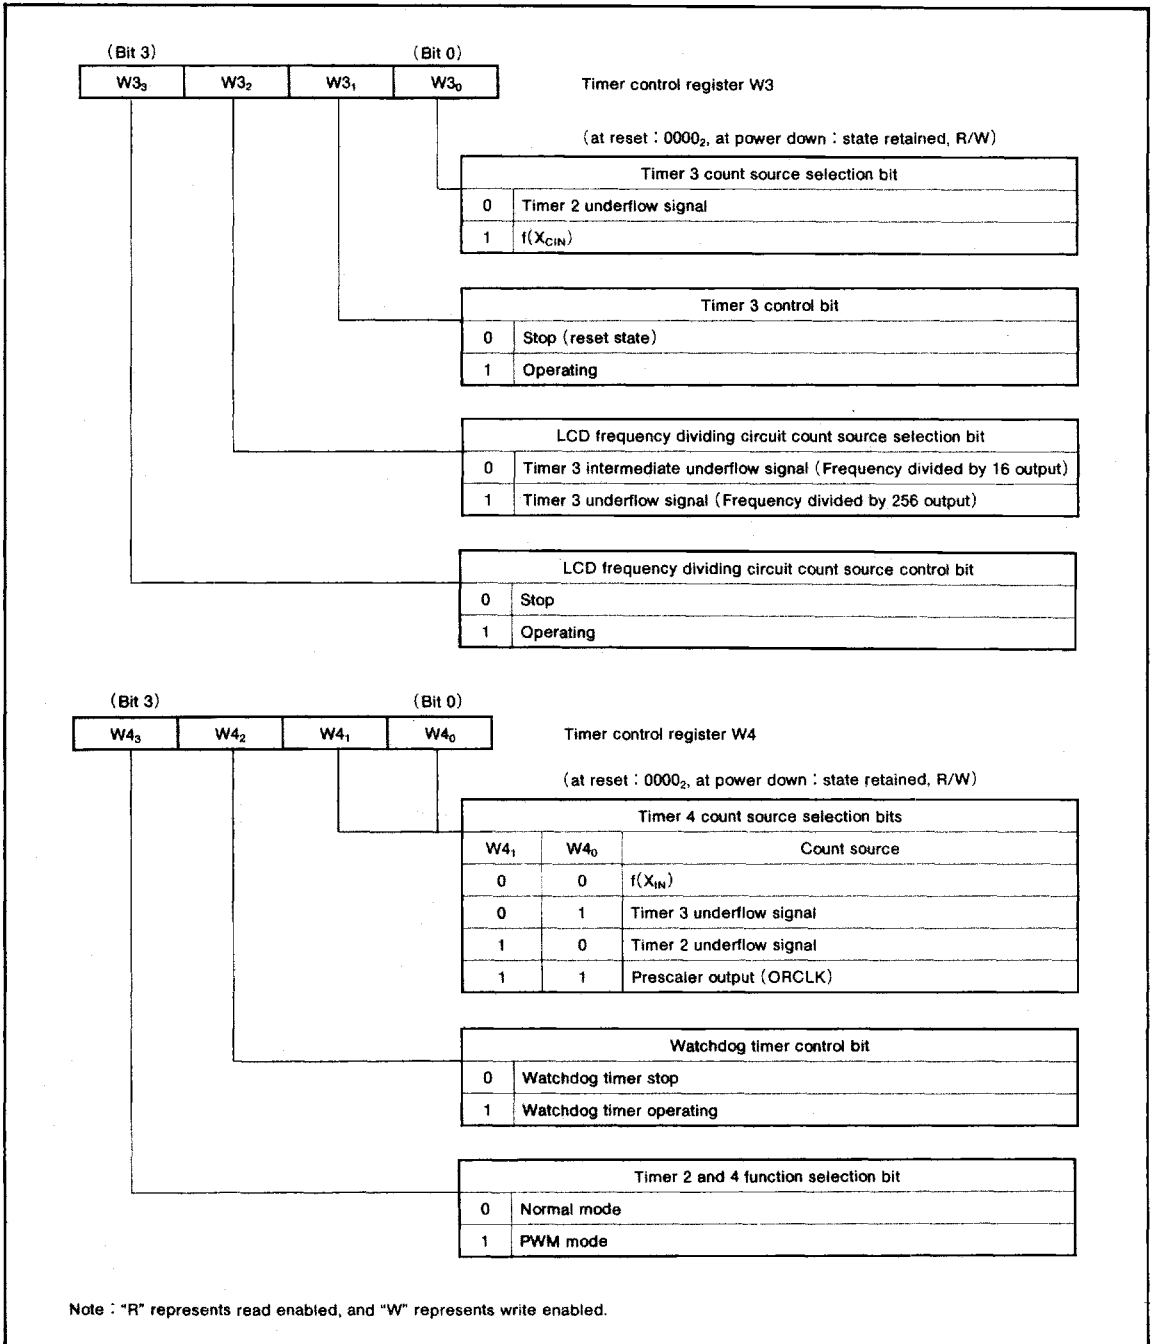 (Bit 3) (Bit 0)
W3₃ W3₂ W3₁ W3₀ Timer control register W3
(at reset : 0000₂, at power down : state retained, R/W)
Timer 3 count source selection bit
0 Timer 2 underflow signal
1 f(X_CIN)
Timer 3 control bit
0 Stop (reset state)
1 Operating
LCD frequency dividing circuit count source selection bit
0 Timer 3 intermediate underflow signal (Frequency divided by 16 output)
1 Timer 3 underflow signal (Frequency divided by 256 output)
LCD frequency dividing circuit count source control bit
0 Stop
1 Operating
(Bit 3) (Bit 0)
W4₃ W4₂ W4₁ W4₀ Timer control register W4
(at reset : 0000₂, at power down : state retained, R/W)
Timer 4 count source selection bits
W4₁ W4₀ Count source
0 0 f(X_IN)
0 1 Timer 3 underflow signal
1 0 Timer 2 underflow signal
1 1 Prescaler output (ORCLK)
Watchdog timer control bit
0 Watchdog timer stop
1 Watchdog timer operating
Timer 2 and 4 function selection bit
0 Normal mode
1 PWM mode
Note : "R" represents read enabled, and "W" represents write enabled.